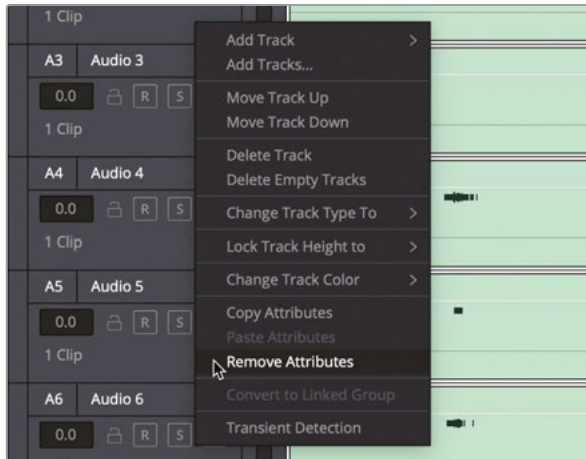 1 Clip
A3 Audio 3
0.0 R S
1 Clip
A4 Audio 4
0.0 R S
1 Clip
A5 Audio 5
0.0 R S
1 Clip
A6 Audio 6
0.0 R S
Add Track >
Add Tracks...
Move Track Up
Move Track Down
Delete Track
Delete Empty Tracks
Change Track Type To >
Lock Track Height to >
Change Track Color >
Copy Attributes
Paste Attributes
Remove Attributes
Convert to Linked Group
Transient Detection